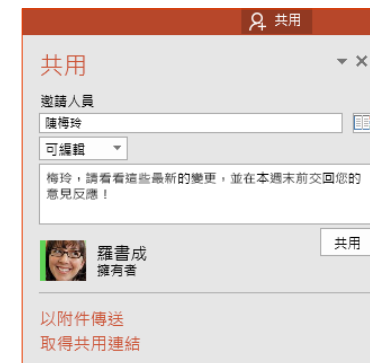 共用
共用
邀請人員
陳梅玲
可編輯
梅玲，請看看這些最新的變更，並在本週末前交回您的
意見反應！
共用
羅書成
擁有者
以附件傳送
取得共用連結